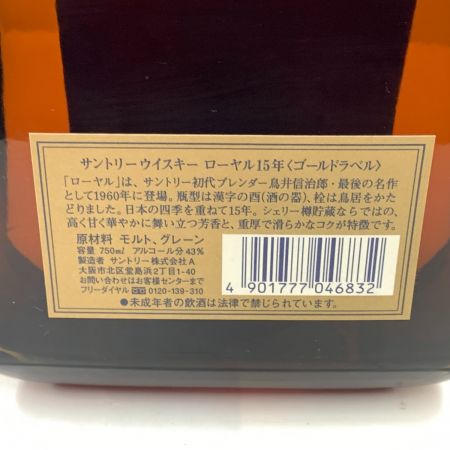 サントリーウイスキー ローヤル15年〈ゴールドラベル〉
「ローヤル」は、サントリー初代ブレンダー鳥井信治郎・最後の名作
として1960年に登場。瓶型は漢字の酉(酒の器)、栓は鳥居をかた
どりました。日本の四季を重ねて15年。シェリー樽貯蔵ならではの、
高く甘く華やかに舞い立つ芳香と、重厚で滑らかなコクが特徴です。
原材料 モルト、グレーン
容量 750ml アルコール分 43%
製造者 サントリー株式会社A
大阪市北区堂島浜2丁目1-40
お問い合わせはお客様センターまで
フリーダイヤル 0120-139-310
4 901777 046832
●未成年者の飲酒は法律で禁じられています。